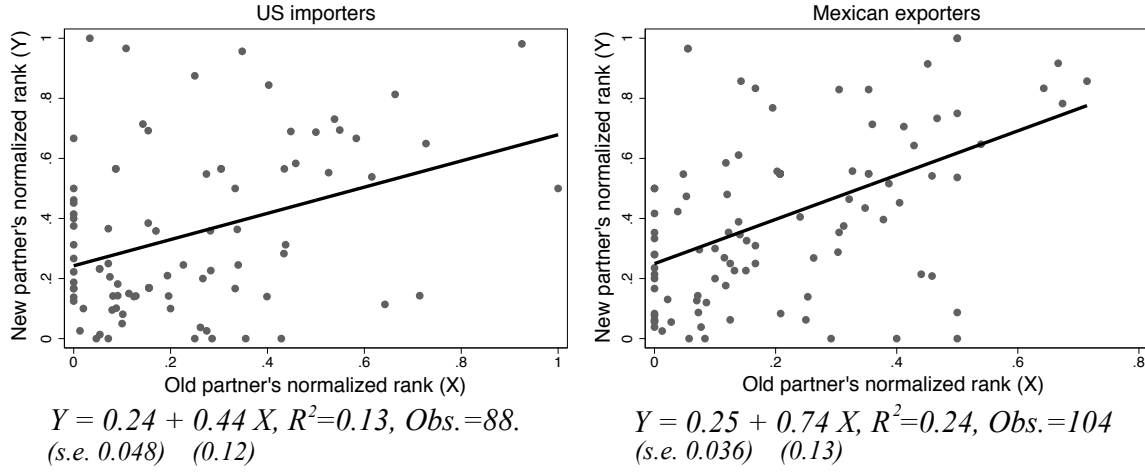 US importers
New partner's normalized rank (Y)
1
.8
.6
.4
.2
0
0 .2 .4 .6 .8 1
Old partner's normalized rank (X)
Y = 0.24 + 0.44 X, R²=0.13, Obs.=88.
(s.e. 0.048) (0.12)
Mexican exporters
New partner's normalized rank (Y)
1
.8
.6
.4
.2
0
0 .2 .4 .6 .8
Old partner's normalized rank (X)
Y = 0.25 + 0.74 X, R²=0.24, Obs.=104
(s.e. 0.036) (0.13)